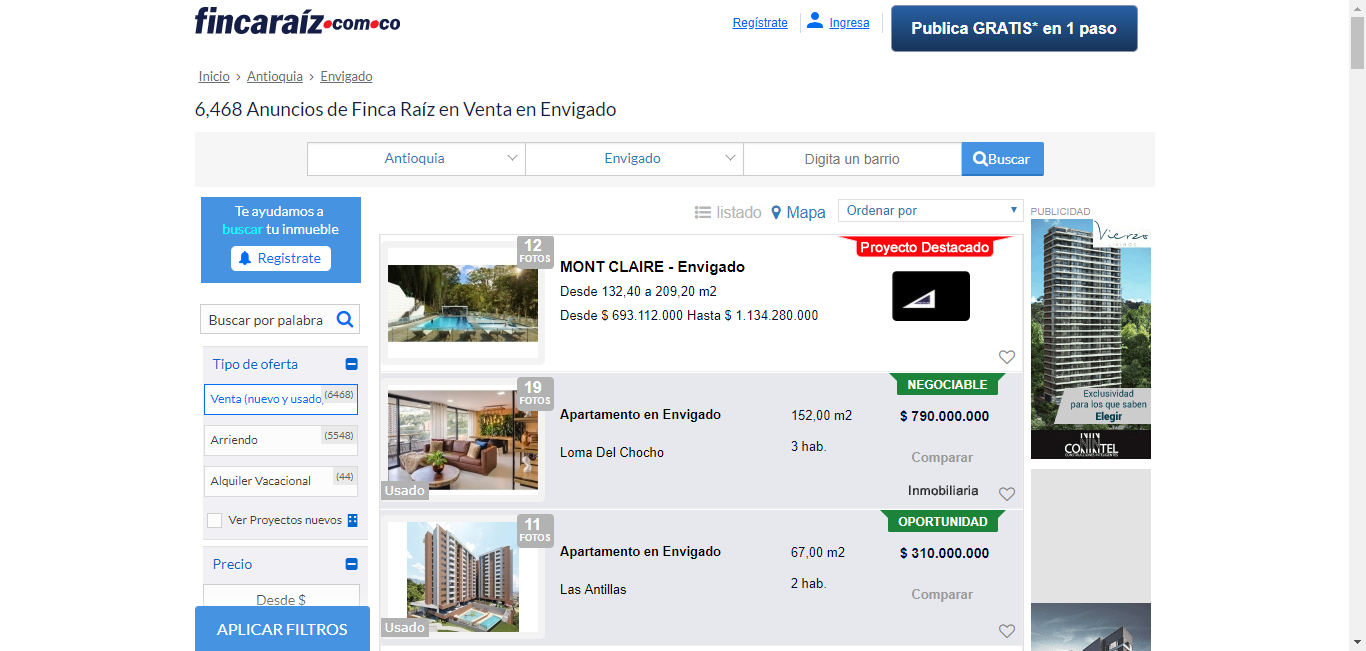 fincaraíz.com.co
Regístrate
Ingresa
Publica GRATIS* en 1 paso
Inicio › Antioquia › Envigado
6,468 Anuncios de Finca Raíz en Venta en Envigado
Antioquia
Envigado
Digita un barrio
Buscar
Te ayudamos a
buscar tu inmueble
Registrate
Buscar por palabra
Tipo de oferta
Venta (nuevo y usado)
(6468)
Arriendo
(5548)
Alquiler Vacacional
(44)
Ver Proyectos nuevos
Precio
Desde $
APLICAR FILTROS
listado
Mapa
Ordenar por
12
FOTOS
MONT CLAIRE - Envigado
Desde 132,40 a 209,20 m2
Desde $ 693.112.000 Hasta $ 1.134.280.000
Proyecto Destacado
19
FOTOS
Usado
Apartamento en Envigado
Loma Del Chocho
152,00 m2
3 hab.
NEGOCIABLE
$ 790.000.000
Comparar
Inmobiliaria
11
FOTOS
Usado
Apartamento en Envigado
Las Antillas
67,00 m2
2 hab.
OPORTUNIDAD
$ 310.000.000
Comparar
PUBLICIDAD
Vierzo
Exclusividad
para los que saben
Elegir
CONINTEL
CONSTRUCCIONES INTELIGENTES